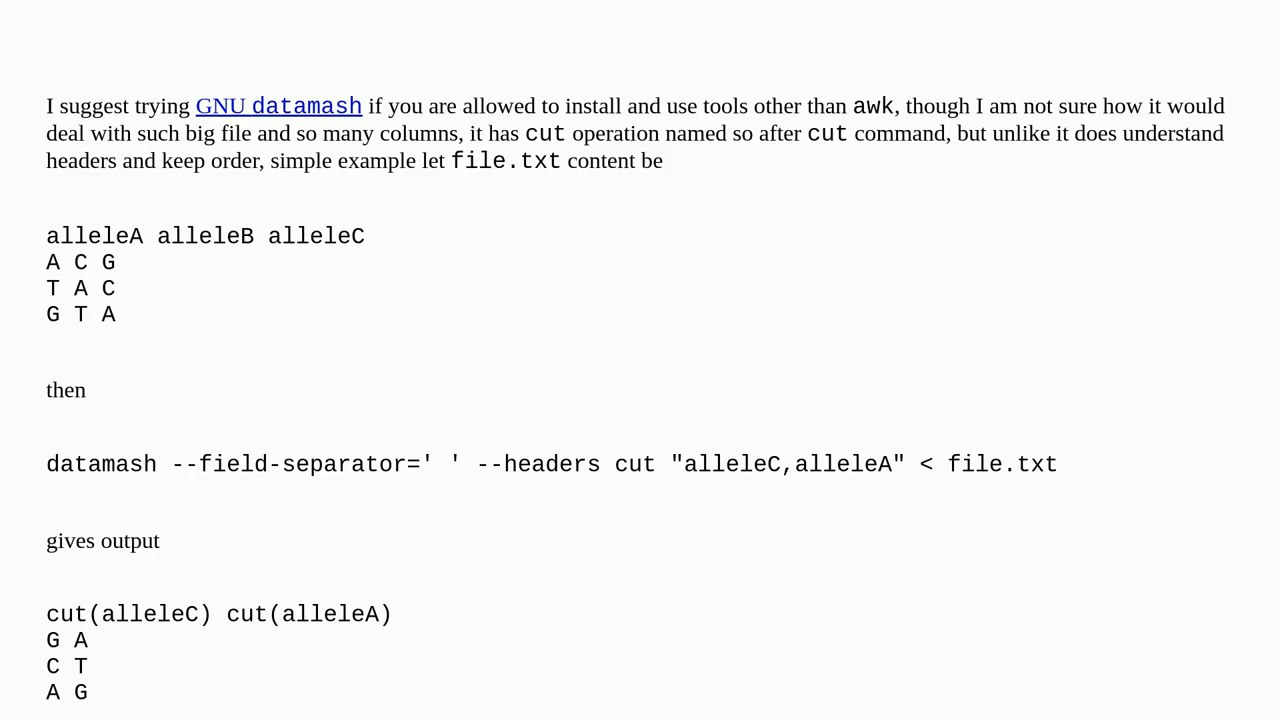 I suggest trying GNU datamash if you are allowed to install and use tools other than awk, though I am not sure how it would
deal with such big file and so many columns, it has cut operation named so after cut command, but unlike it does understand
headers and keep order, simple example let file.txt content be
alleleA alleleB alleleC
A C G
T A C
G T A
then
datamash --field-separator=' ' --headers cut "alleleC,alleleA" < file.txt
gives output
cut(alleleC) cut(alleleA)
G A
C T
A G